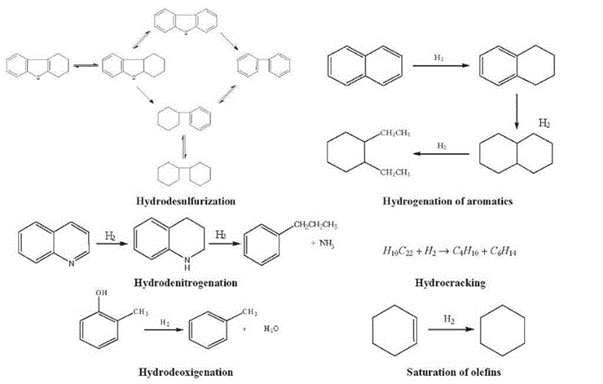 H₂
H₂
H₂
CH₂CH₃
CH₂CH₃
Hydrodesulfurization
Hydrogenation of aromatics
H₂
H₂
CH₂CH₂CH₃
+ NH₃
N
N
H
H₁₀C₂₂ + H₂ → C₄H₁₀ + C₆H₁₄
Hydrodenitrogenation
Hydrocracking
OH
CH₃
CH₃
H₂
+ H₂O
H₂
Hydrodeoxigenation
Saturation of olefins